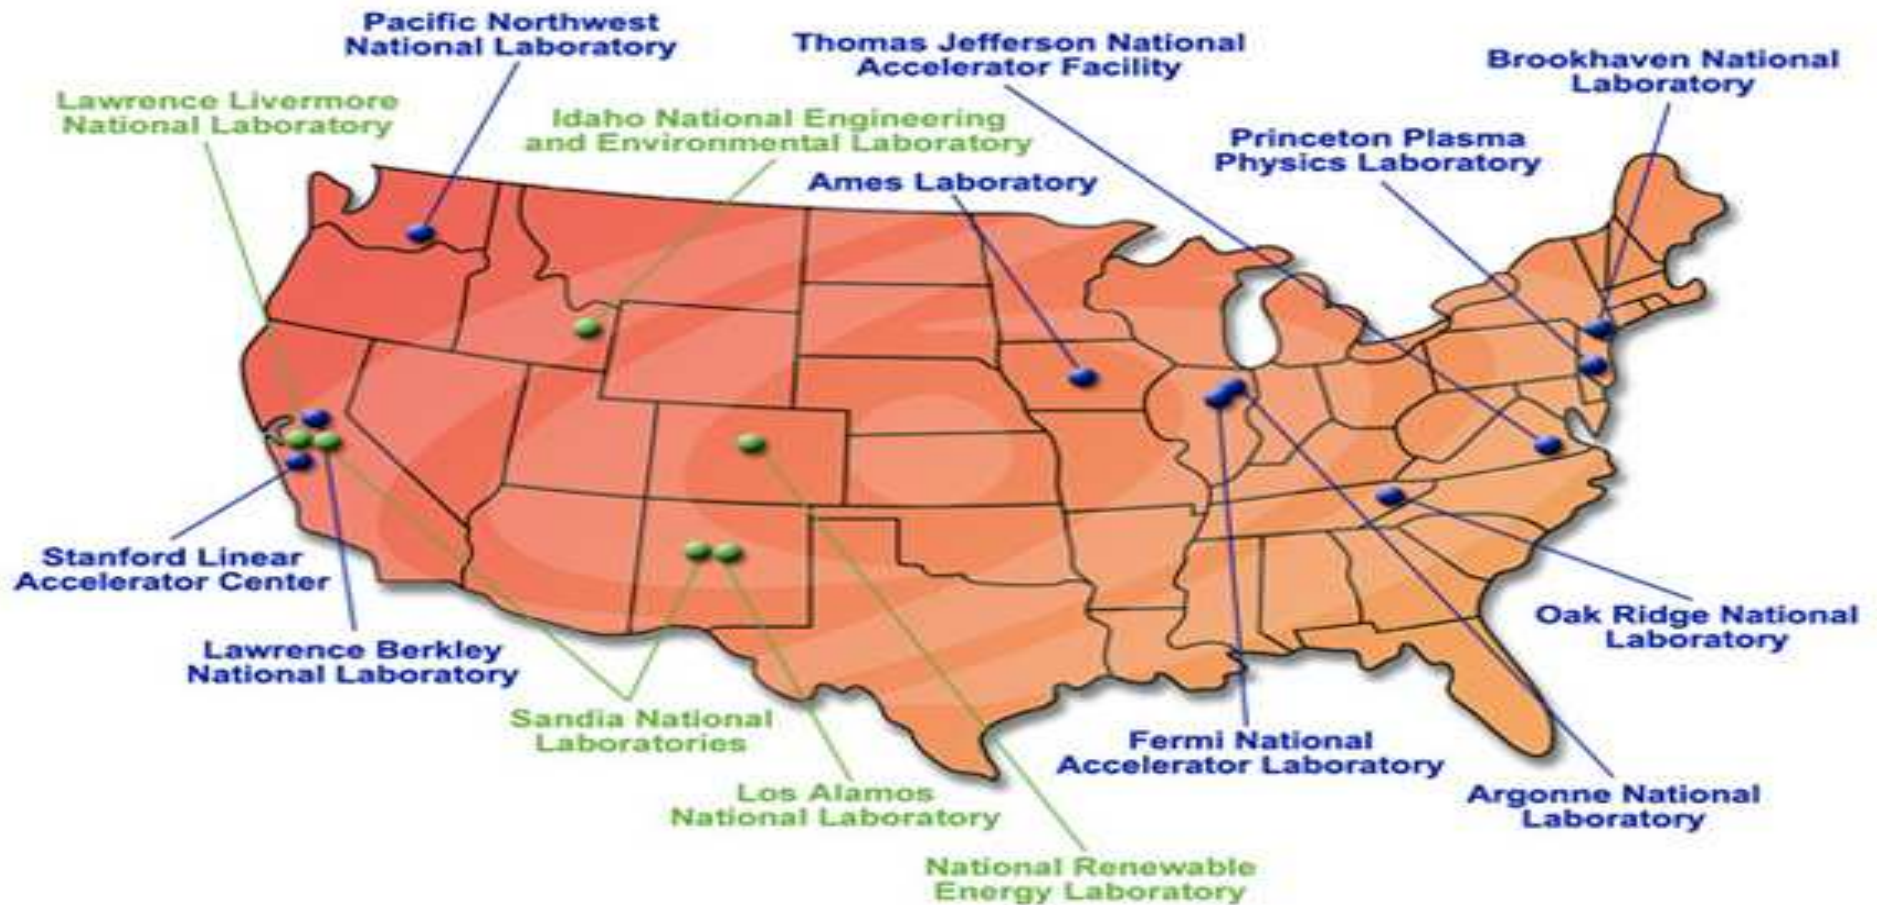 Pacific Northwest
National Laboratory
Thomas Jefferson National
Accelerator Facility
Brookhaven National
Laboratory
Lawrence Livermore
National Laboratory
Idaho National Engineering
and Environmental Laboratory
Princeton Plasma
Physics Laboratory
Ames Laboratory
Stanford Linear
Accelerator Center
Lawrence Berkley
National Laboratory
Oak Ridge National
Laboratory
Sandia National
Laboratories
Fermi National
Accelerator Laboratory
Los Alamos
National Laboratory
Argonne National
Laboratory
National Renewable
Energy Laboratory